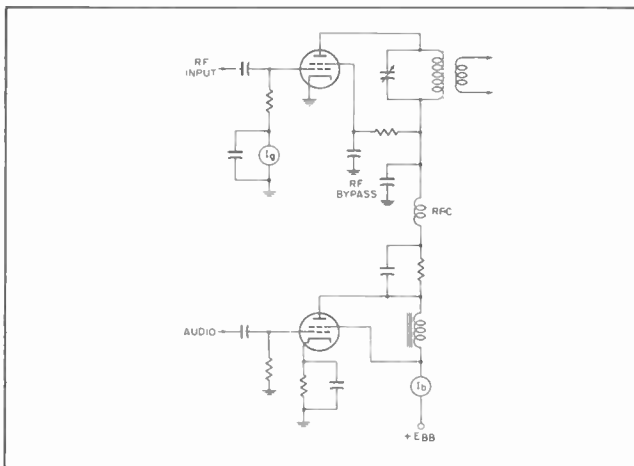 RF
INPUT
Ig
RF
BYPASS
RFC
AUDIO
Ib
+EBB